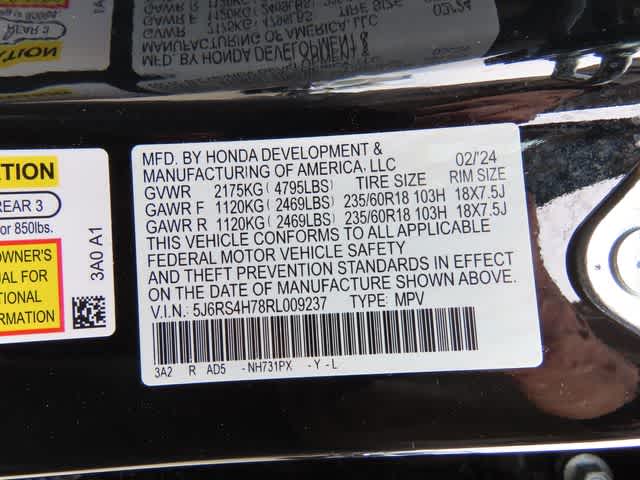 MFD. BY HONDA DEVELOPMENT &
MANUFACTURING OF AMERICA, LLC 02/'24
GVWR 2175KG (4795LBS) TIRE SIZE RIM SIZE
GAWR F 1120KG (2469LBS) 235/60R18 103H 18X7.5J
GAWR R 1120KG (2469LBS) 235/60R18 103H 18X7.5J
THIS VEHICLE CONFORMS TO ALL APPLICABLE
FEDERAL MOTOR VEHICLE SAFETY
AND THEFT PREVENTION STANDARDS IN EFFECT
ON THE DATE OF MANUFACTURE SHOWN ABOVE.
V.I.N.: 5J6RS4H78RL009237 TYPE: MPV
3A2 R AD5 -NH731PX -Y-L
ATION
REAR 3
or 850lbs.
OWNER'S
UAL FOR
TIONAL
FORMATION
3A0 A1